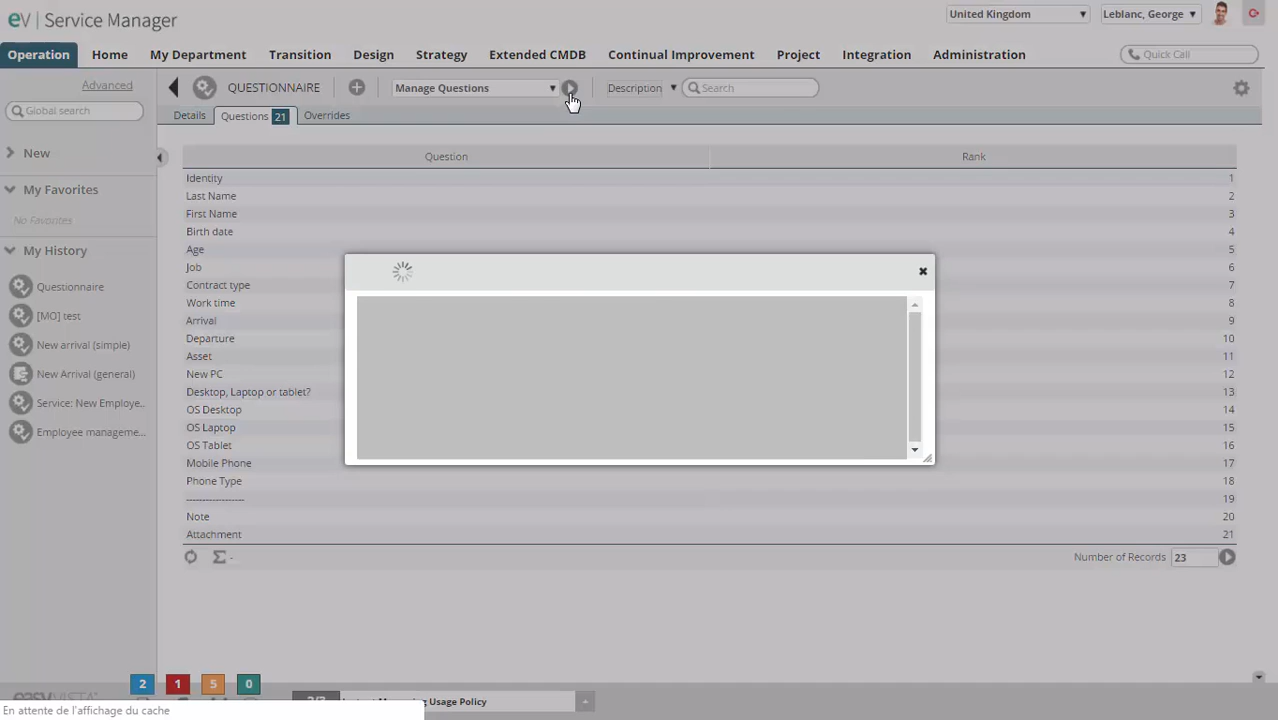 eV | Service Manager
United Kingdom
Leblanc, George
Operation Home My Department Transition Design Strategy Extended CMDB Continual Improvement Project Integration Administration
Quick Call
Advanced
QUESTIONNAIRE
Manage Questions
Description
Search
Global search
Details Questions 21 Overrides
New
My Favorites
No Favorites
My History
Questionnaire
[MO] test
New arrival (simple)
New Arrival (general)
Service: New Employe..
Employee manageme...
Question Rank
Identity 1
Last Name 2
First Name 3
Birth date 4
Age 5
Job 6
Contract type 7
Work time 8
Arrival 9
Departure 10
Asset 11
New PC 12
Desktop, Laptop or tablet? 13
OS Desktop 14
OS Laptop 15
OS Tablet 16
Mobile Phone 17
Phone Type 18
------------------ 19
Note 20
Attachment 21
Number of Records 23
2 1 5 0
Usage Policy
En attente de l'affichage du cache